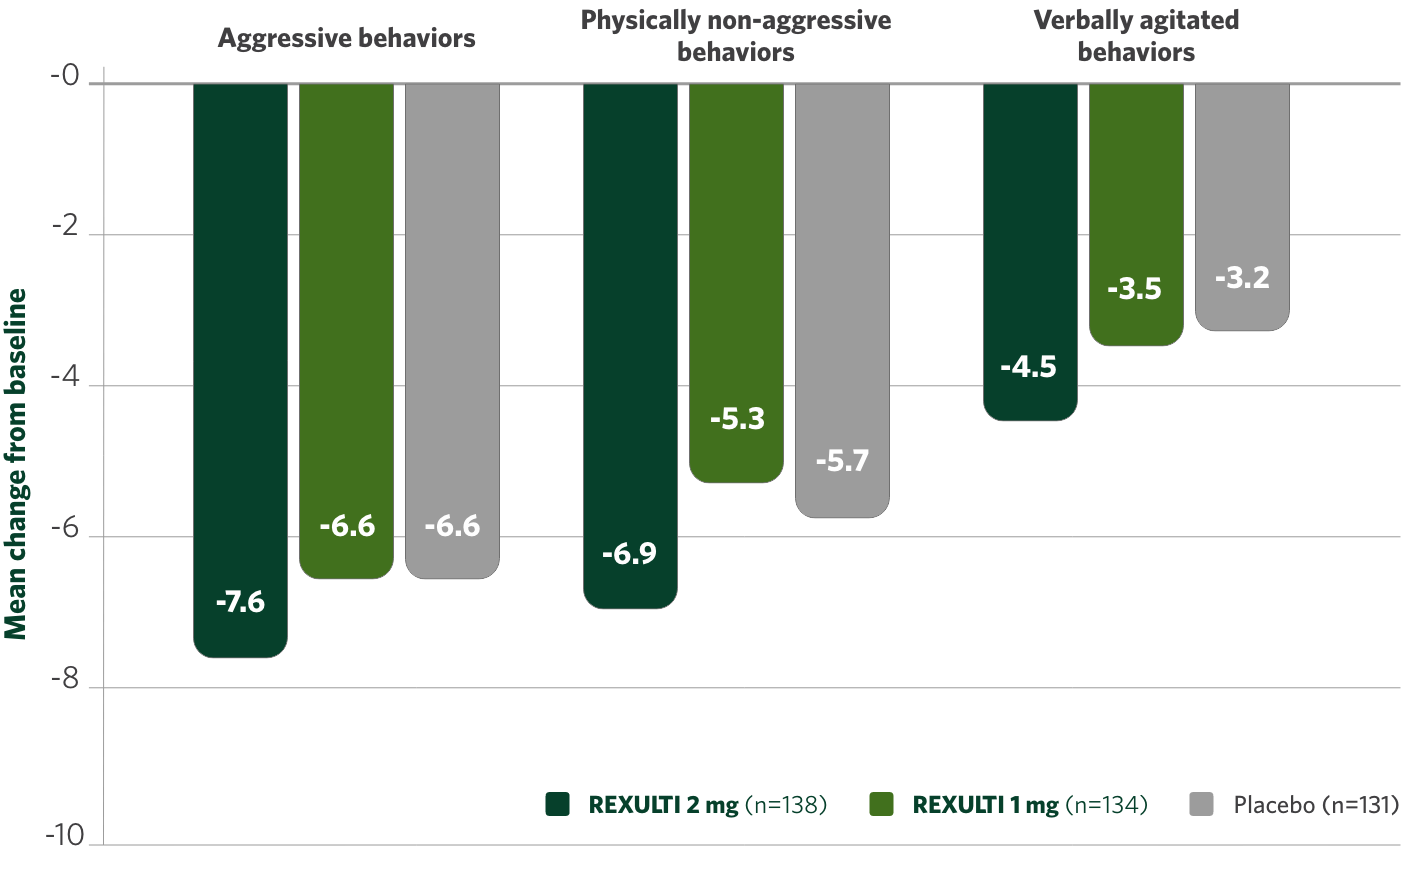 Aggressive behaviors
Physically non-aggressive
behaviors
Verbally agitated
behaviors
Mean change from baseline
-0
-2
-4
-6
-8
-10
-7.6
-6.6
-6.6
-6.9
-5.3
-5.7
-4.5
-3.5
-3.2
REXULTI 2 mg (n=138)
REXULTI 1 mg (n=134)
Placebo (n=131)